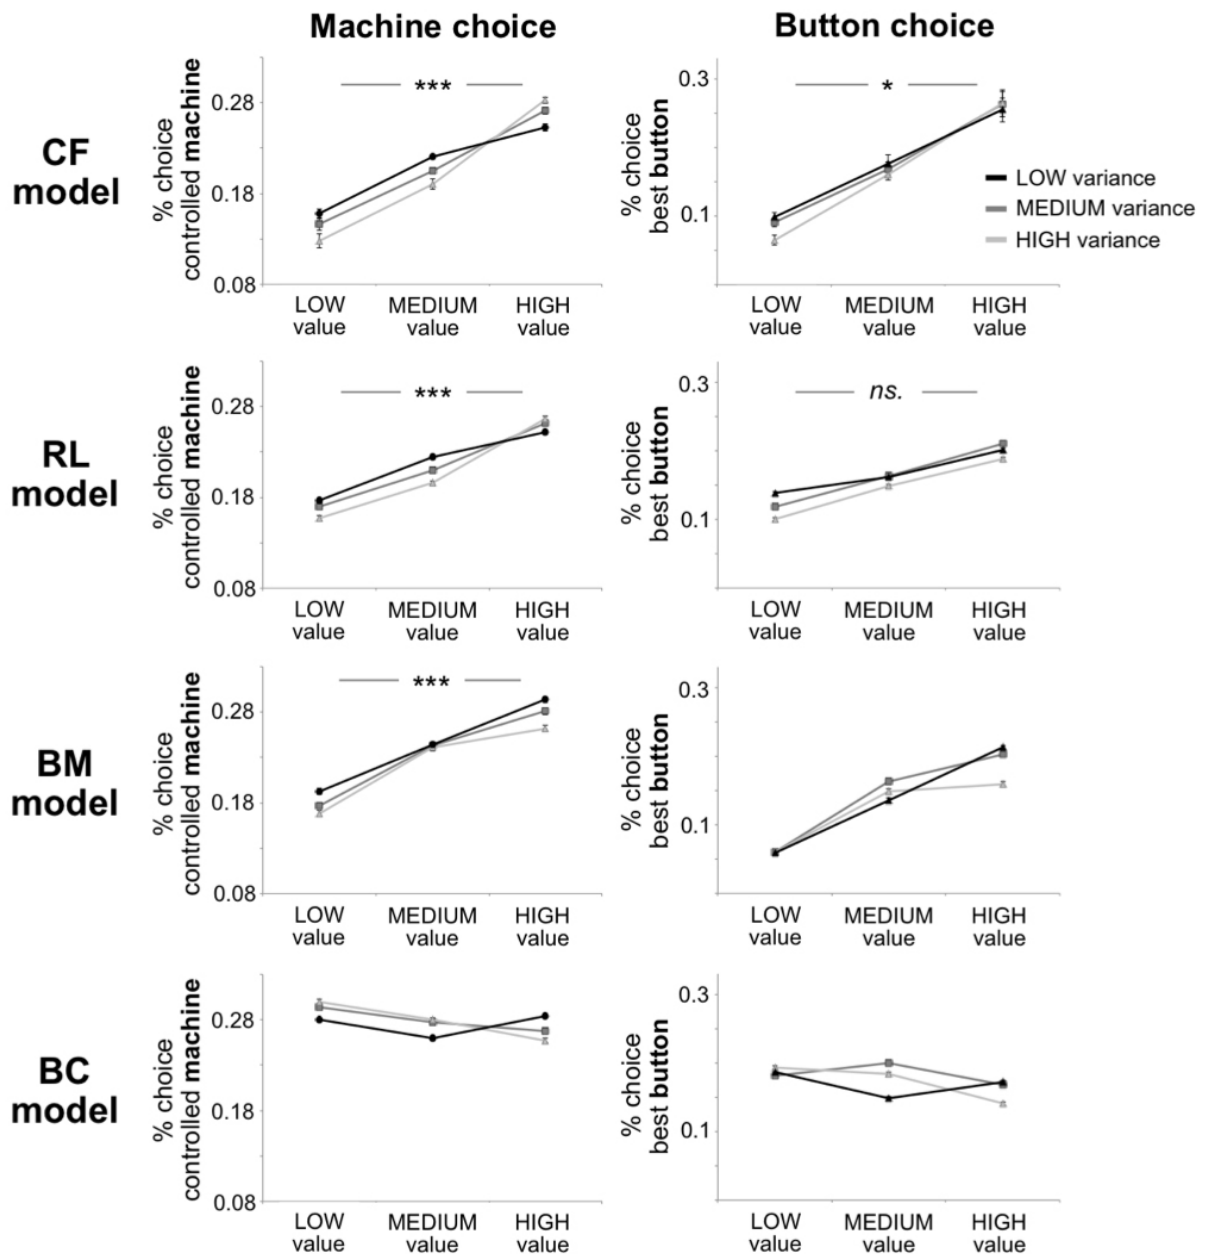 Machine choice
Button choice
CF
model
% choice
controlled machine
0.28
0.18
0.08
***
LOW
value
MEDIUM
value
HIGH
value
% choice
best button
0.3
0.1
*
LOW variance
MEDIUM variance
HIGH variance
LOW
value
MEDIUM
value
HIGH
value
RL
model
% choice
controlled machine
0.28
0.18
0.08
***
LOW
value
MEDIUM
value
HIGH
value
% choice
best button
0.3
0.1
ns.
LOW
value
MEDIUM
value
HIGH
value
BM
model
% choice
controlled machine
0.28
0.18
0.08
***
LOW
value
MEDIUM
value
HIGH
value
% choice
best button
0.3
0.1
LOW
value
MEDIUM
value
HIGH
value
BC
model
% choice
controlled machine
0.28
0.18
0.08
LOW
value
MEDIUM
value
HIGH
value
% choice
best button
0.3
0.1
LOW
value
MEDIUM
value
HIGH
value